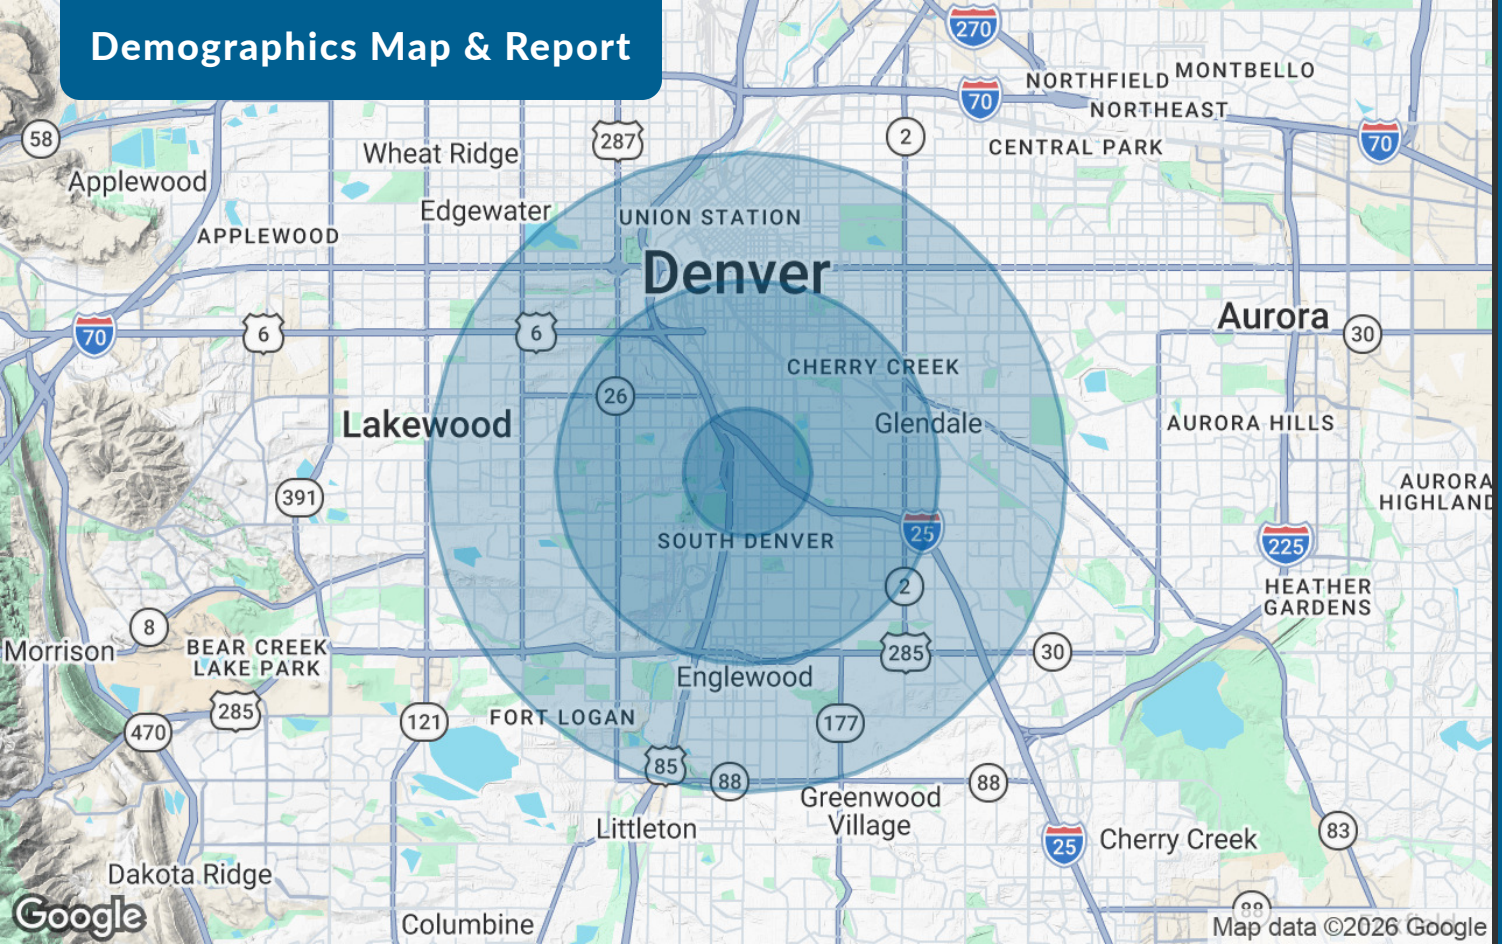 Demographics Map & Report
270
70
NORTHFIELD
MONTBELLO
NORTHEAST
58
287
2
70
Wheat Ridge
CENTRAL PARK
Applewood
Edgewater
UNION STATION
APPLEWOOD
Denver
70
6
6
Aurora
30
CHERRY CREEK
26
Lakewood
Glendale
AURORA HILLS
391
AURORA
HIGHLAND
SOUTH DENVER
25
225
2
HEATHER
GARDENS
8
Morrison
BEAR CREEK
LAKE PARK
285
30
Englewood
285
121
FORT LOGAN
177
470
85
88
88
Greenwood
Village
Littleton
25
Cherry Creek
83
Dakota Ridge
88
Google
Columbine
Map data ©2026 Google